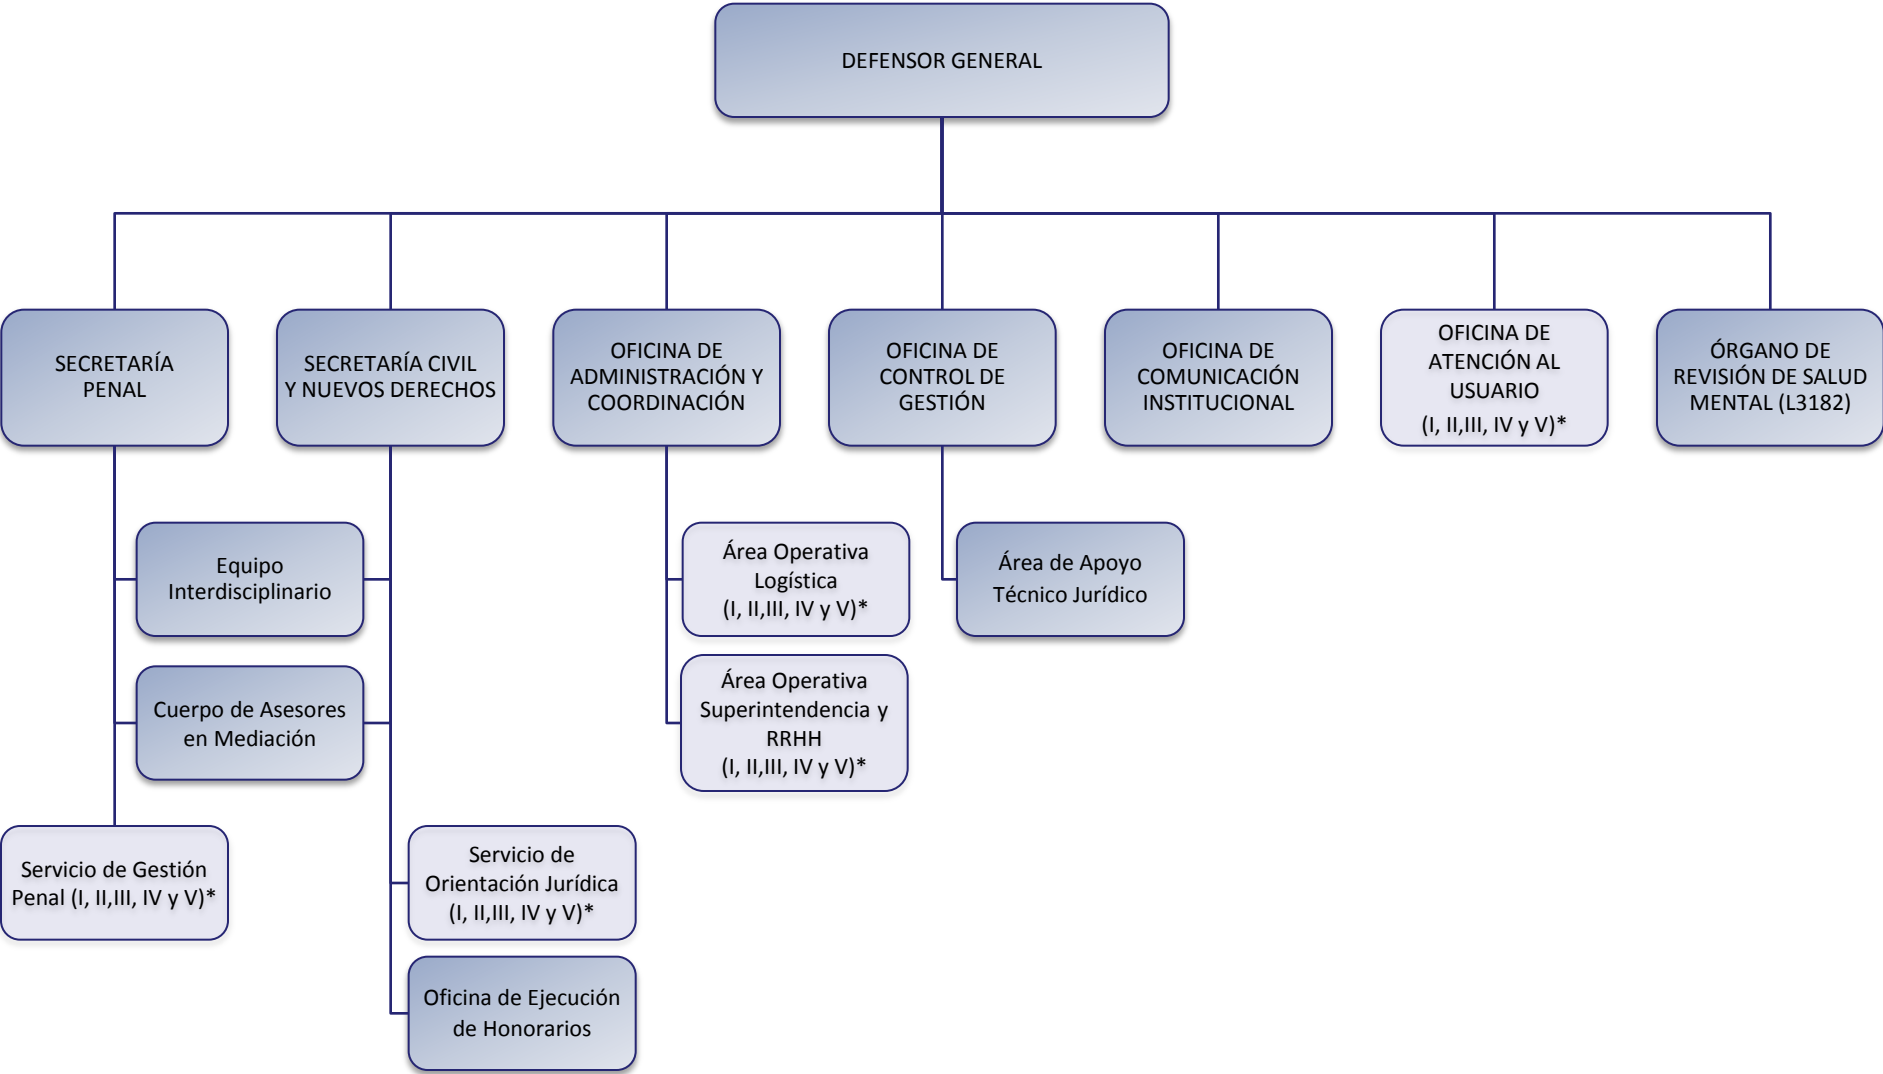 DEFENSOR GENERAL
SECRETARÍA
PENAL
SECRETARÍA CIVIL
Y NUEVOS DERECHOS
OFICINA DE
ADMINISTRACIÓN Y
COORDINACIÓN
OFICINA DE
CONTROL DE
GESTIÓN
OFICINA DE
COMUNICACIÓN
INSTITUCIONAL
OFICINA DE
ATENCIÓN AL
USUARIO
(I, II,III, IV y V)*
ÓRGANO DE
REVISIÓN DE SALUD
MENTAL (L3182)
Equipo
Interdisciplinario
Área Operativa
Logística
(I, II,III, IV y V)*
Área de Apoyo
Técnico Jurídico
Cuerpo de Asesores
en Mediación
Área Operativa
Superintendencia y
RRHH
(I, II,III, IV y V)*
Servicio de Gestión
Penal (I, II,III, IV y V)*
Servicio de
Orientación Jurídica
(I, II,III, IV y V)*
Oficina de Ejecución
de Honorarios